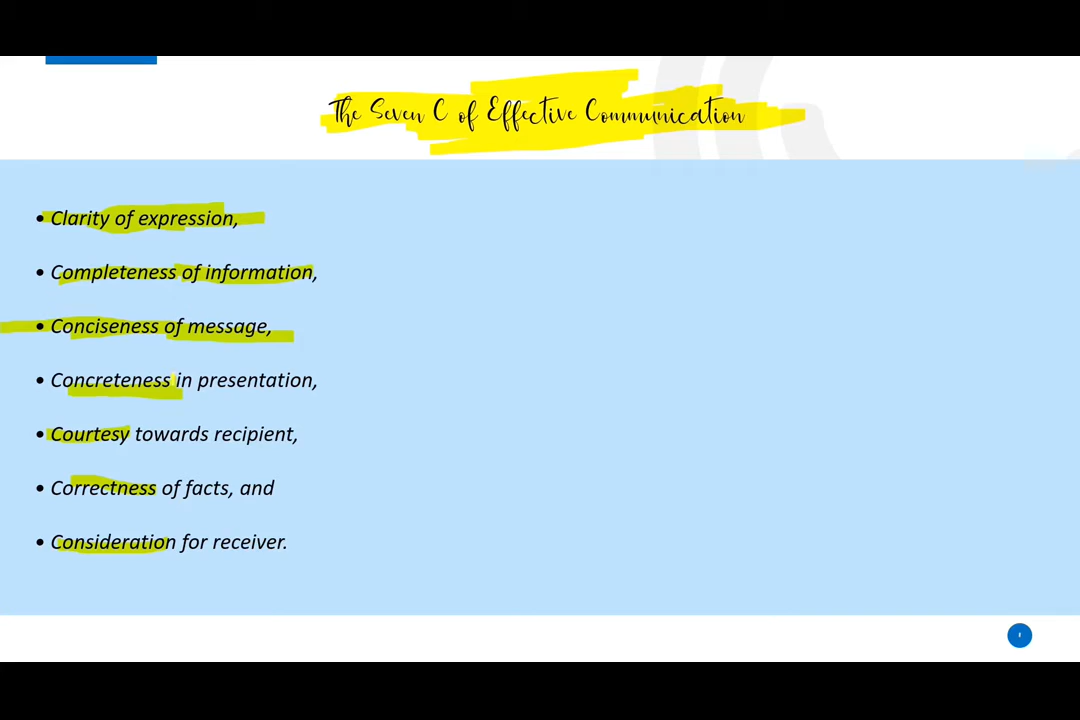 The Seven C of Effective Communication
• Clarity of expression,
• Completeness of information,
• Conciseness of message,
• Concreteness in presentation,
• Courtesy towards recipient,
• Correctness of facts, and
• Consideration for receiver.